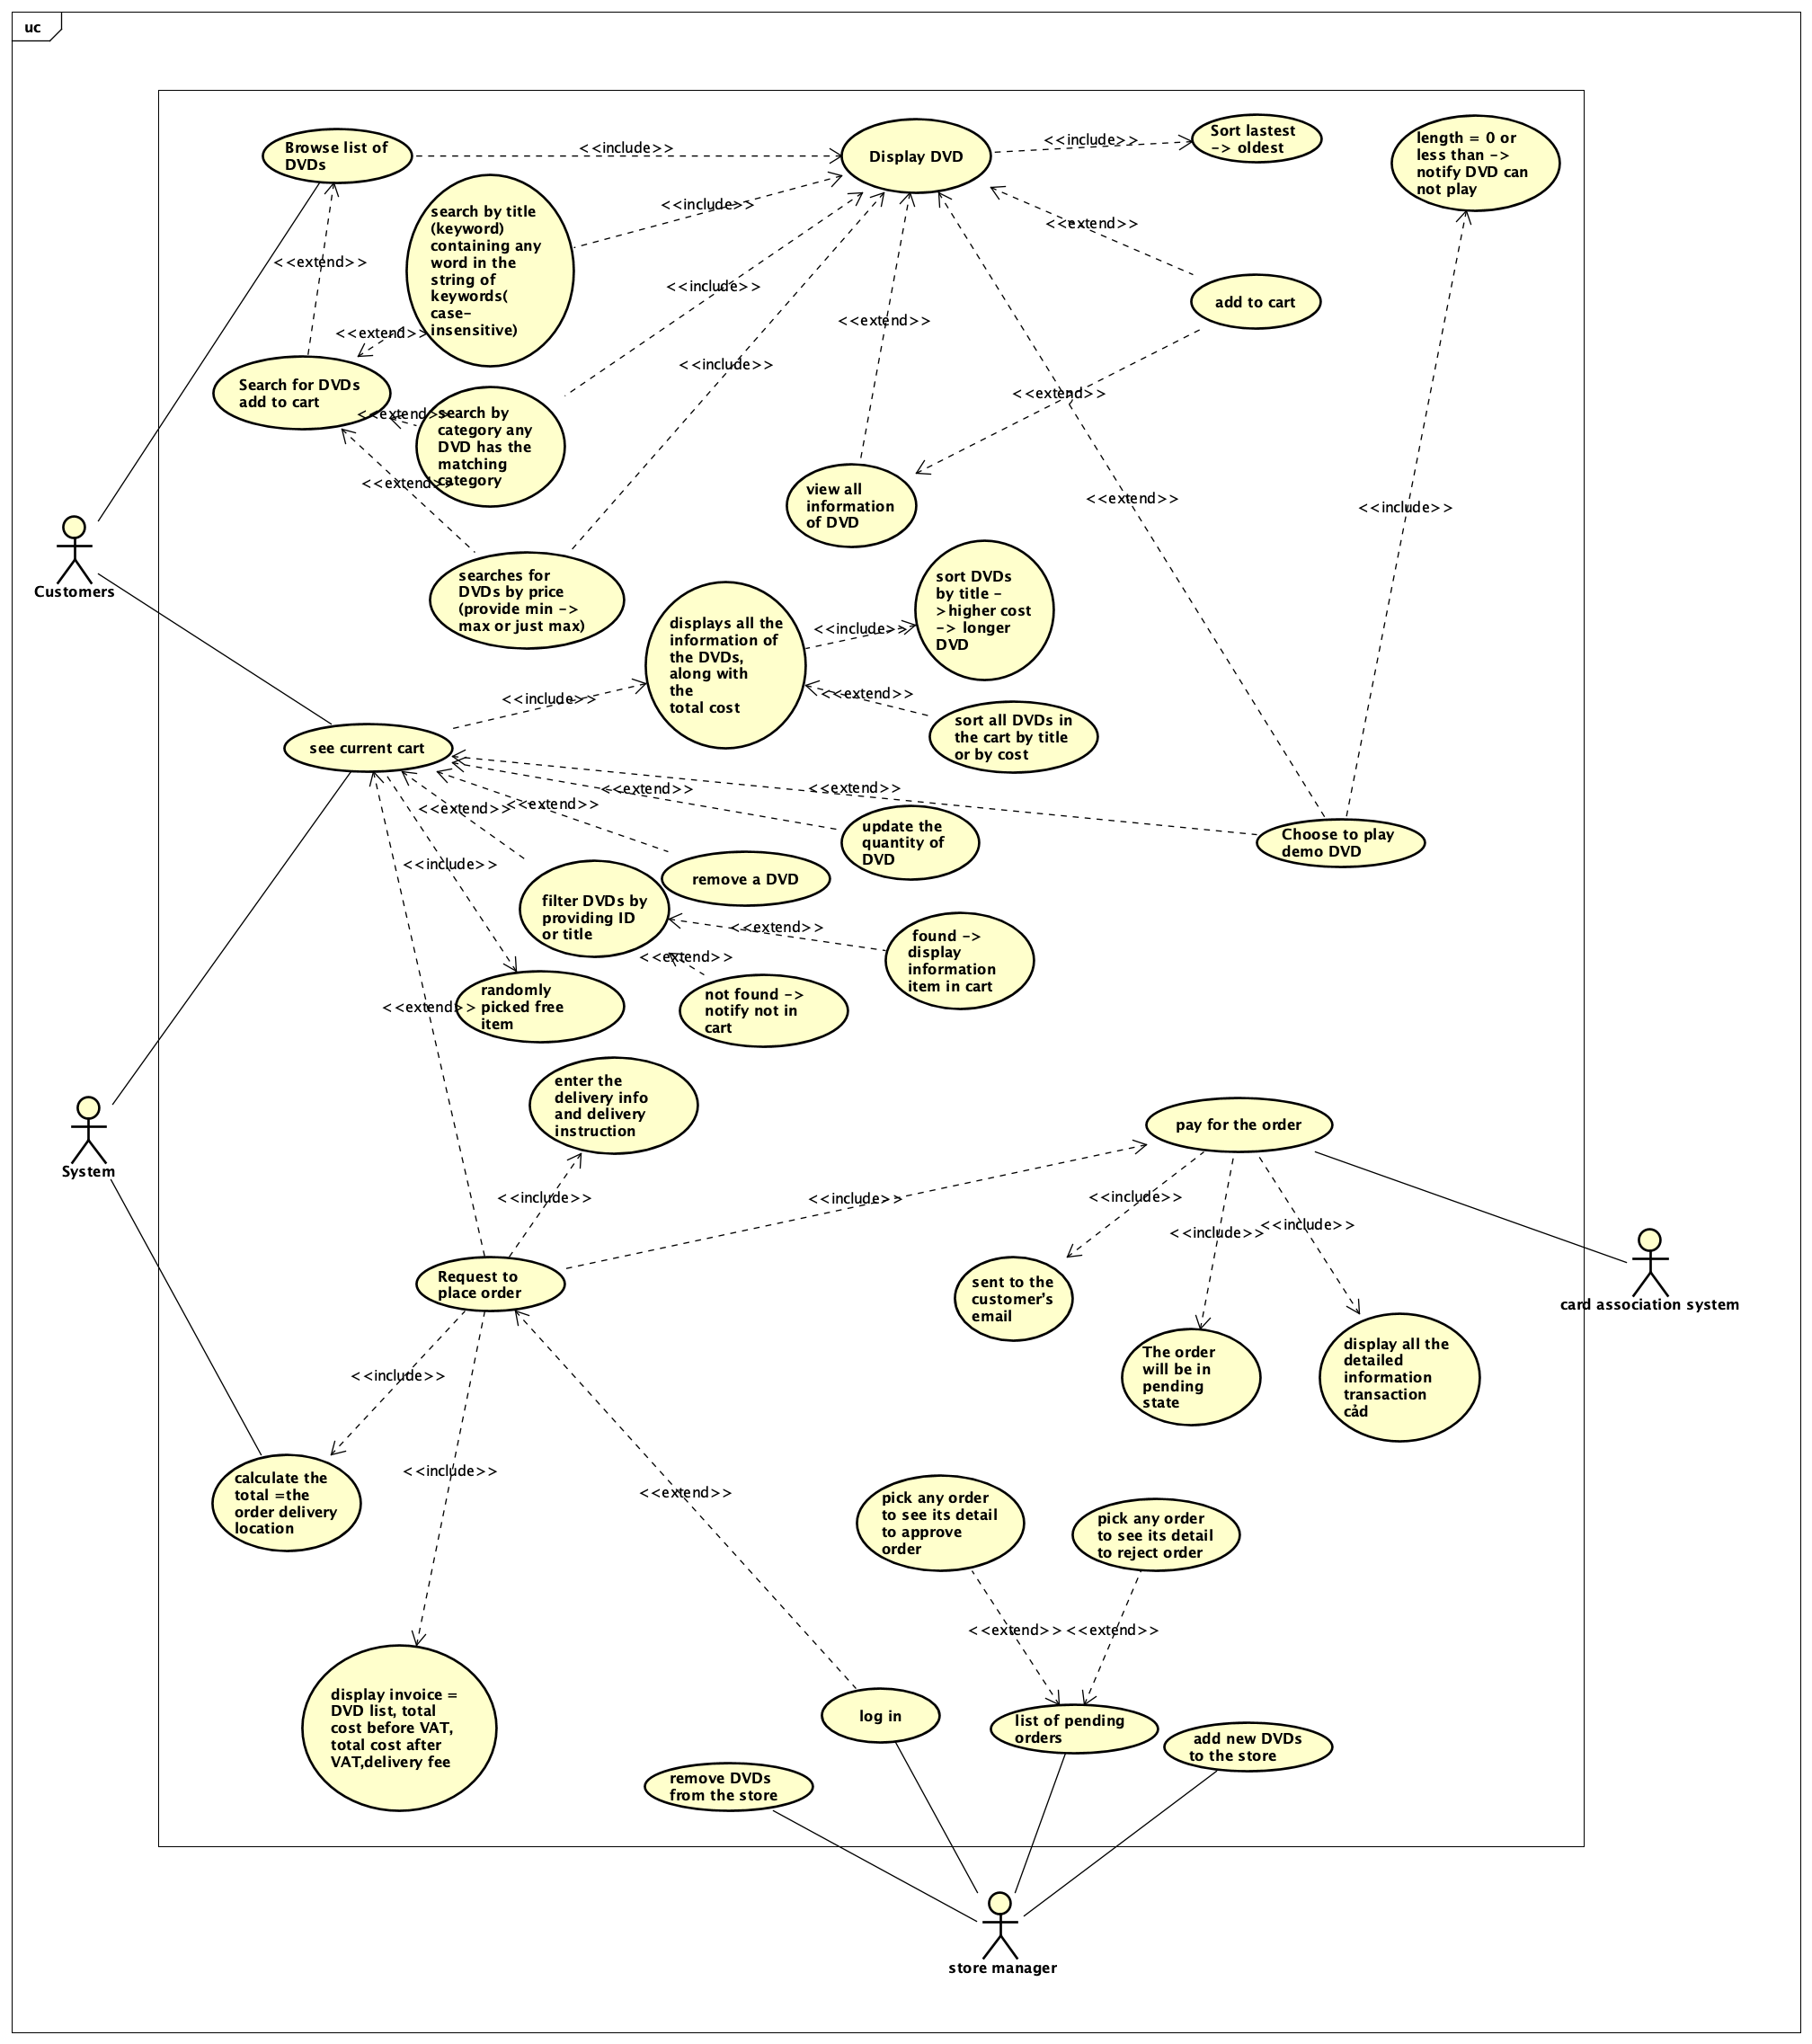 uc
Browse list of
DVDs
<<include>>
Display DVD
<<include>>
Sort lastest
-> oldest
length = 0 or
less than ->
notify DVD can
not play
search by title
(keyword)
containing any
word in the
string of
keywords(
case-
insensitive)
<<include>>
<<extend>>
<<extend>>
<<include>>
add to cart
<<extend>>
<<extend>>
Search for DVDs
add to cart
<<include>>
<<extend>>
<<extend>>
search by
category any
DVD has the
matching
category
<<extend>>
view all
information
of DVD
<<extend>>
<<include>>
Customers
searches for
DVDs by price
(provide min ->
max or just max)
displays all the
information of
the DVDs,
along with
the
total cost
<<include>>
sort DVDs
by title -
>higher cost
-> longer
DVD
<<include>>
<<extend>>
sort all DVDs in
the cart by title
or by cost
see current cart
<<extend>>
<<extend>>
<<extend>>
<<extend>>
update the
quantity of
DVD
Choose to play
demo DVD
<<include>>
remove a DVD
filter DVDs by
providing ID
or title
<<extend>>
found ->
display
information
item in cart
<<extend>>
not found ->
notify not in
cart
<<extend>>
randomly
picked free
item
enter the
delivery info
and delivery
instruction
pay for the order
System
<<include>>
<<include>>
<<include>>
<<include>>
<<include>>
Request to
place order
sent to the
customer's
email
card association system
The order
will be in
pending
state
display all the
detailed
information
transaction
cảd
<<include>>
<<include>>
<<extend>>
calculate the
total =the
order delivery
location
pick any order
to see its detail
to approve
order
pick any order
to see its detail
to reject order
<<extend>>
<<extend>>
display invoice =
DVD list, total
cost before VAT,
total cost after
VAT,delivery fee
log in
list of pending
orders
add new DVDs
to the store
remove DVDs
from the store
store manager